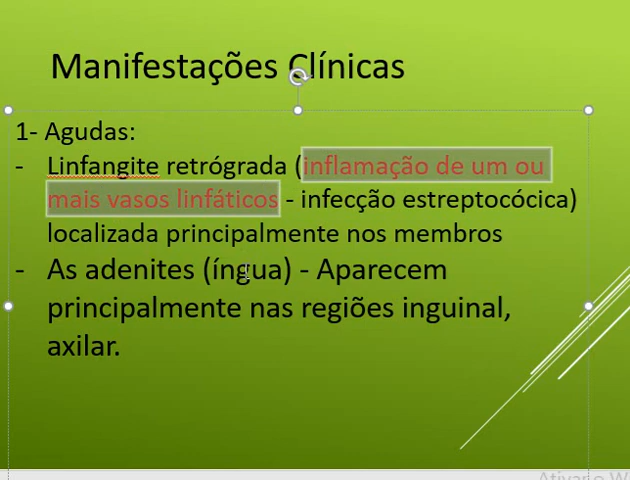 Manifestações Clínicas
1- Agudas:
- Linfangite retrógrada (inflamação de um ou
mais vasos linfáticos - infecção estreptocócica)
localizada principalmente nos membros
- As adenites (íngua) - Aparecem
principalmente nas regiões inguinal,
axilar.